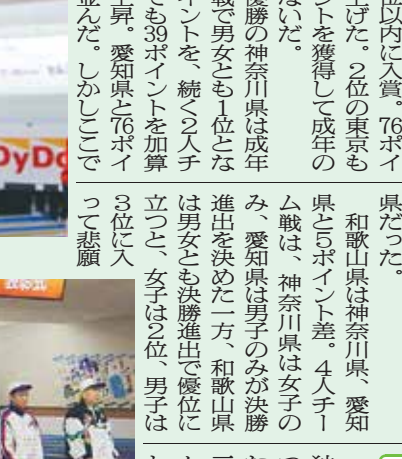 位以内に入賞。76ポイ
上げた。2位の東京も
ントを獲得して成年の
ないだ。
優勝の神奈川県は成年
戦で男女とも1位とな
イントを、続く2人チ
でも39ポイントを加算
上昇。愛知県と76ポイ
並んだ。しかしここで
DyDo
県だった。
和歌山県は神奈川県、愛知
県と5ポイント差。4人チー
ム戦は、神奈川県は女子の
み、愛知県は男子のみが決勝
進出を決めた一方、和歌山県
は男女とも決勝進出で優位に
立つと、女子は2位、男子は
3位に入
って悲願